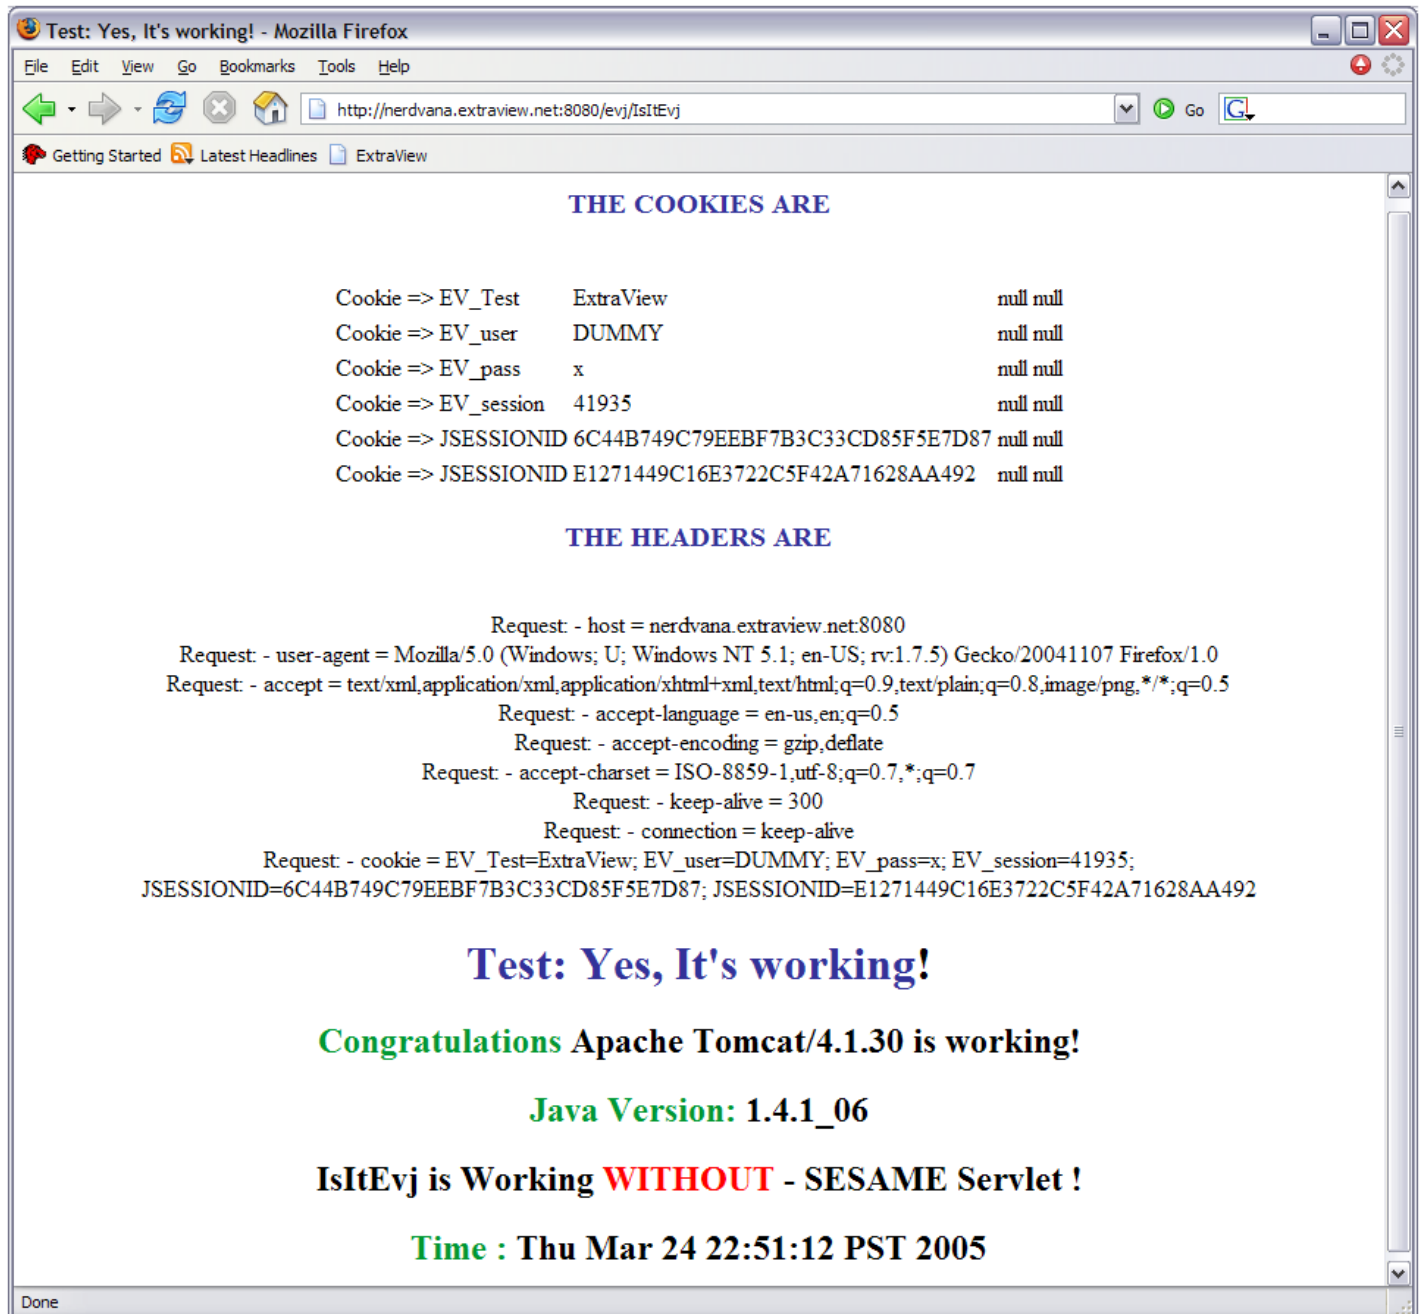 Test: Yes, It's working! - Mozilla Firefox
File Edit View Go Bookmarks Tools Help
http://nerdvana.extraview.net:8080/evj/IsItEvj Go G
Getting Started Latest Headlines ExtraView
THE COOKIES ARE
Cookie => EV_Test ExtraView null null
Cookie => EV_user DUMMY null null
Cookie => EV_pass x null null
Cookie => EV_session 41935 null null
Cookie => JSESSIONID 6C44B749C79EEBF7B3C33CD85F5E7D87 null null
Cookie => JSESSIONID E1271449C16E3722C5F42A71628AA492 null null
THE HEADERS ARE
Request: - host = nerdvana.extraview.net:8080
Request: - user-agent = Mozilla/5.0 (Windows; U; Windows NT 5.1; en-US; rv:1.7.5) Gecko/20041107 Firefox/1.0
Request: - accept = text/xml,application/xml,application/xhtml+xml,text/html;q=0.9,text/plain;q=0.8,image/png,*/*;q=0.5
Request: - accept-language = en-us,en;q=0.5
Request: - accept-encoding = gzip,deflate
Request: - accept-charset = ISO-8859-1,utf-8;q=0.7,*;q=0.7
Request: - keep-alive = 300
Request: - connection = keep-alive
Request: - cookie = EV_Test=ExtraView; EV_user=DUMMY; EV_pass=x; EV_session=41935;
JSESSIONID=6C44B749C79EEBF7B3C33CD85F5E7D87; JSESSIONID=E1271449C16E3722C5F42A71628AA492
Test: Yes, It's working!
Congratulations Apache Tomcat/4.1.30 is working!
Java Version: 1.4.1_06
IsItEvj is Working WITHOUT - SESAME Servlet !
Time : Thu Mar 24 22:51:12 PST 2005
Done